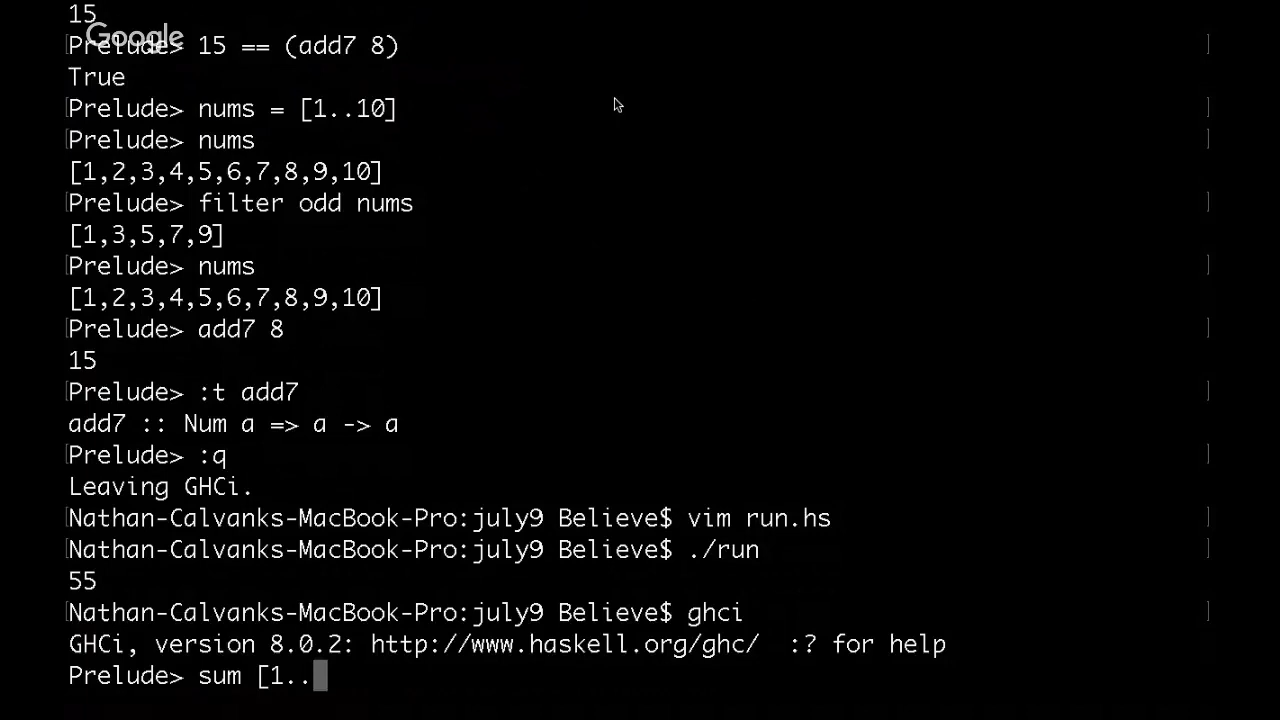 15
Google
Prelude> 15 == (add7 8)
True
Prelude> nums = [1..10]
Prelude> nums
[1,2,3,4,5,6,7,8,9,10]
Prelude> filter odd nums
[1,3,5,7,9]
Prelude> nums
[1,2,3,4,5,6,7,8,9,10]
Prelude> add7 8
15
Prelude> :t add7
add7 :: Num a => a -> a
Prelude> :q
Leaving GHCi.
Nathan-Calvanks-MacBook-Pro:july9 Believe$ vim run.hs
Nathan-Calvanks-MacBook-Pro:july9 Believe$ ./run
55
Nathan-Calvanks-MacBook-Pro:july9 Believe$ ghci
GHCi, version 8.0.2: http://www.haskell.org/ghc/  :? for help
Prelude> sum [1..